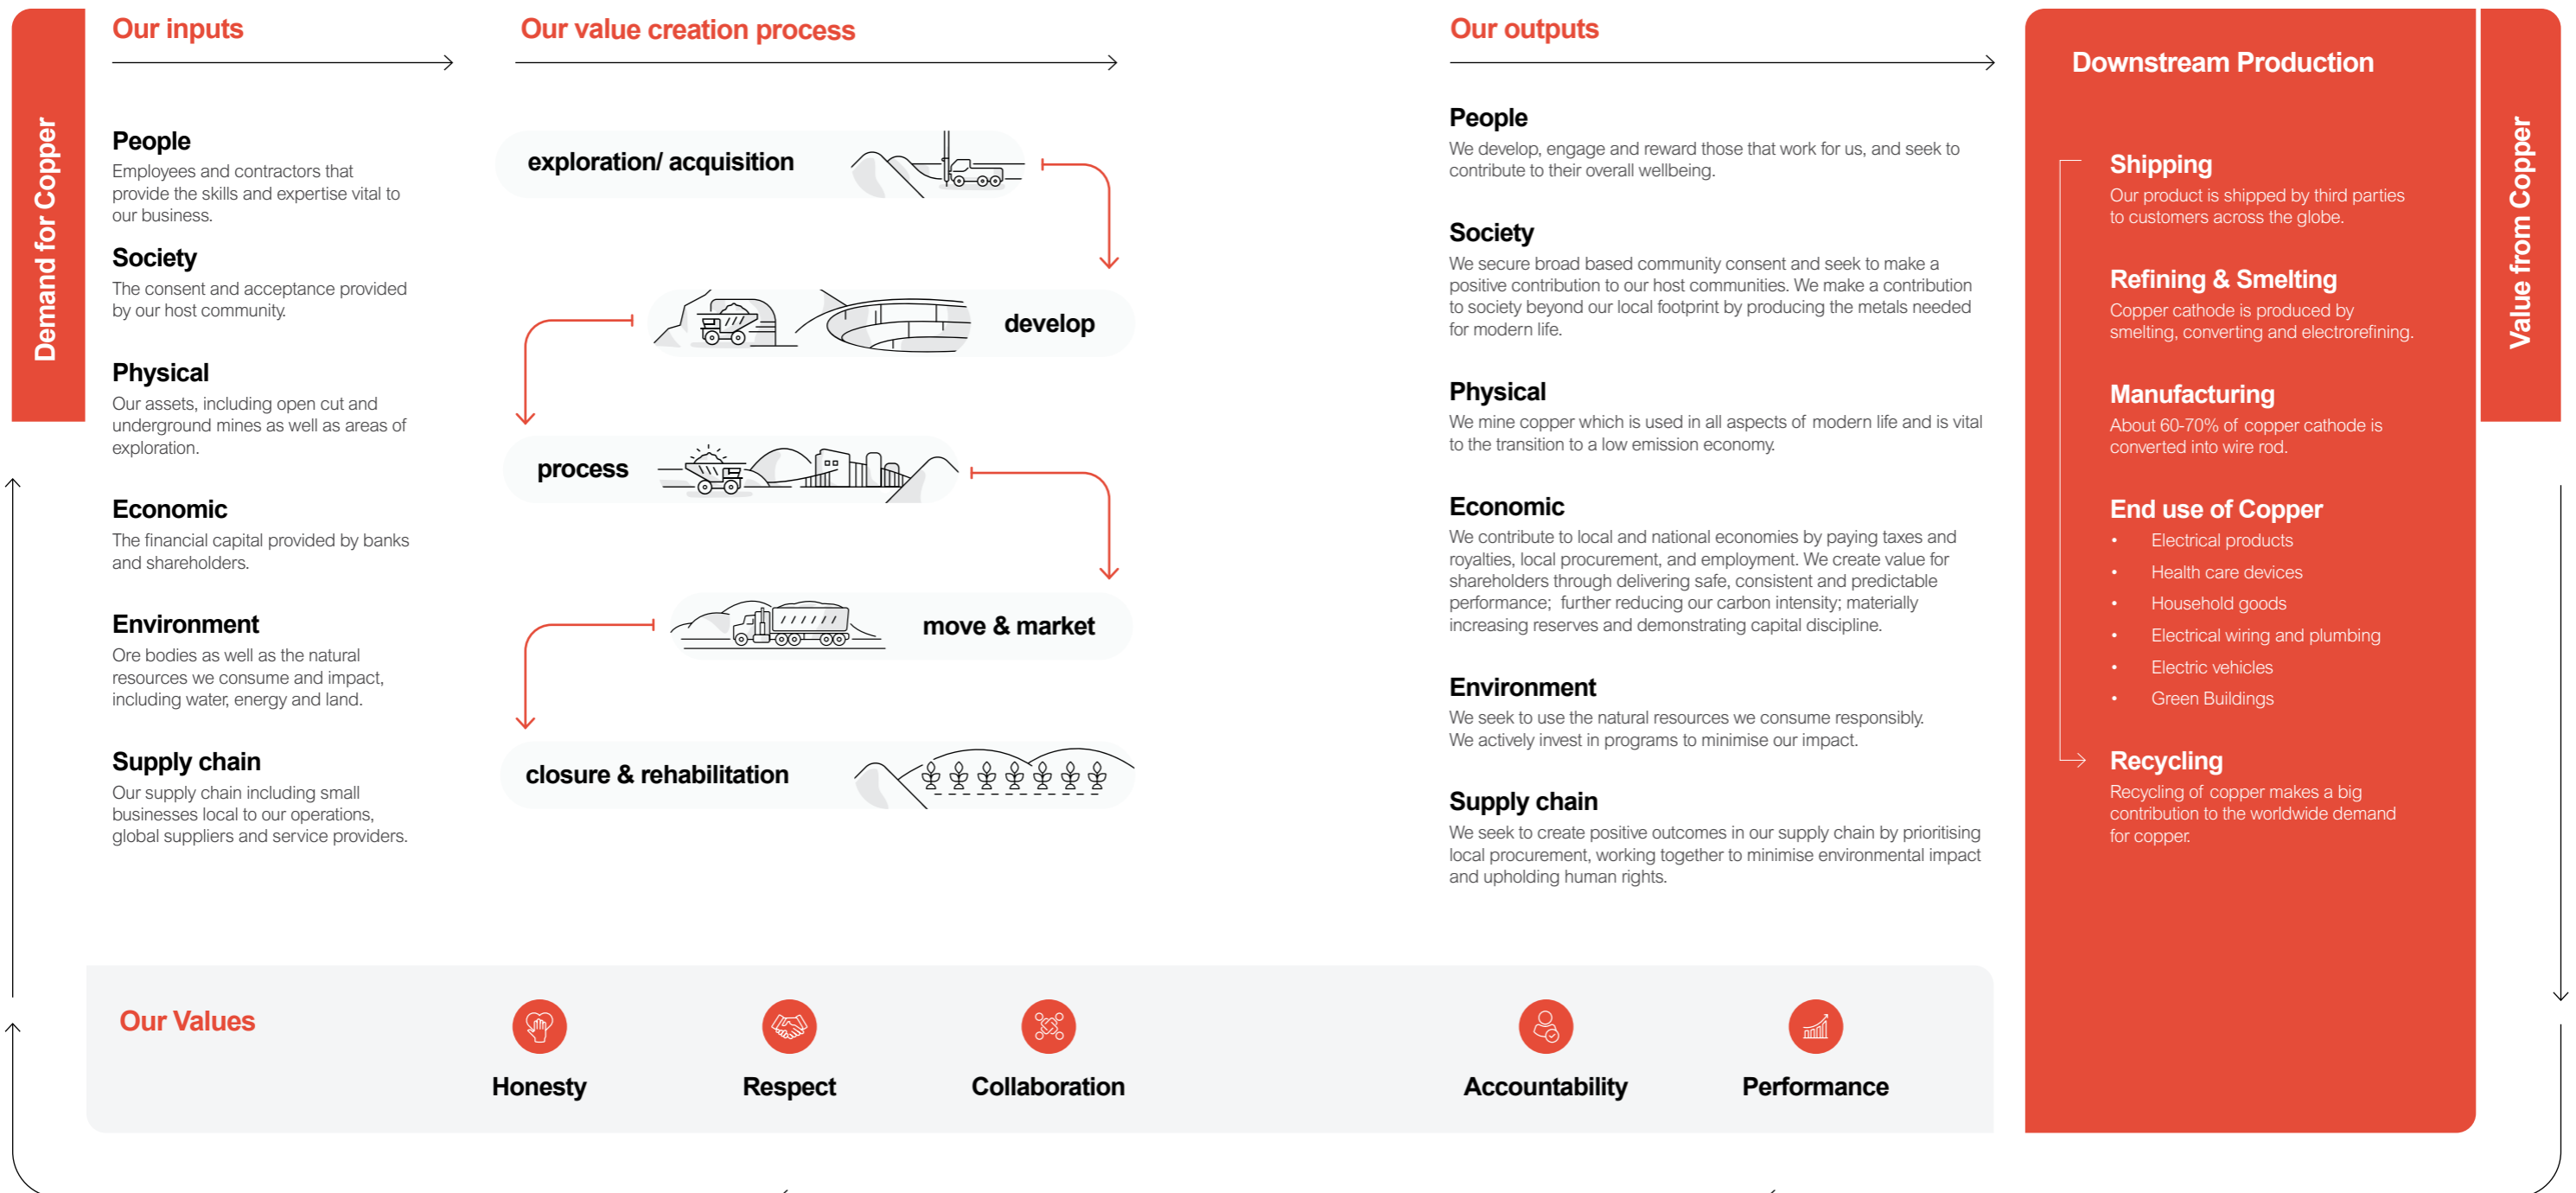 Demand for Copper
Our inputs
People
Employees and contractors that
provide the skills and expertise vital to
our business.
Society
The consent and acceptance provided
by our host community.
Physical
Our assets, including open cut and
underground mines as well as areas of
exploration.
Economic
The financial capital provided by banks
and shareholders.
Environment
Ore bodies as well as the natural
resources we consume and impact,
including water, energy and land.
Supply chain
Our supply chain including small
businesses local to our operations,
global suppliers and service providers.
Our value creation process
exploration/ acquisition
develop
process
move & market
closure & rehabilitation
Our outputs
People
We develop, engage and reward those that work for us, and seek to
contribute to their overall wellbeing.
Society
We secure broad based community consent and seek to make a
positive contribution to our host communities. We make a contribution
to society beyond our local footprint by producing the metals needed
for modern life.
Physical
We mine copper which is used in all aspects of modern life and is vital
to the transition to a low emission economy.
Economic
We contribute to local and national economies by paying taxes and
royalties, local procurement, and employment. We create value for
shareholders through delivering safe, consistent and predictable
performance; further reducing our carbon intensity; materially
increasing reserves and demonstrating capital discipline.
Environment
We seek to use the natural resources we consume responsibly.
We actively invest in programs to minimise our impact.
Supply chain
We seek to create positive outcomes in our supply chain by prioritising
local procurement, working together to minimise environmental impact
and upholding human rights.
Downstream Production
Shipping
Our product is shipped by third parties
to customers across the globe.
Refining & Smelting
Copper cathode is produced by
smelting, converting and electrorefining.
Manufacturing
About 60-70% of copper cathode is
converted into wire rod.
End use of Copper
• Electrical products
• Health care devices
• Household goods
• Electrical wiring and plumbing
• Electric vehicles
• Green Buildings
Recycling
Recycling of copper makes a big
contribution to the worldwide demand
for copper.
Value from Copper
Our Values
Honesty
Respect
Collaboration
Accountability
Performance